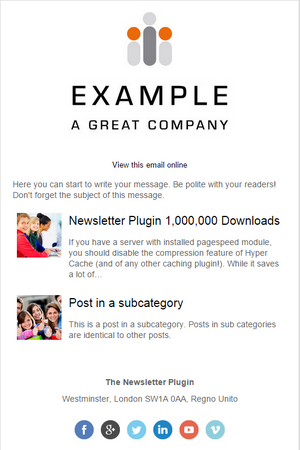 EXAMPLE
A GREAT COMPANY
View this email online
Here you can start to write your message. Be polite with your readers!
Don't forget the subject of this message.
Newsletter Plugin 1,000,000 Downloads
If you have a server with installed pagespeed module,
you should disable the compression feature of Hyper
Cache (and of any other caching plugin!). While it saves
a lot of...
Post in a subcategory
This is a post in a subcategory. Posts in sub categories
are identical to other posts.
The Newsletter Plugin
Westminster, London SW1A 0AA, Regno Unito